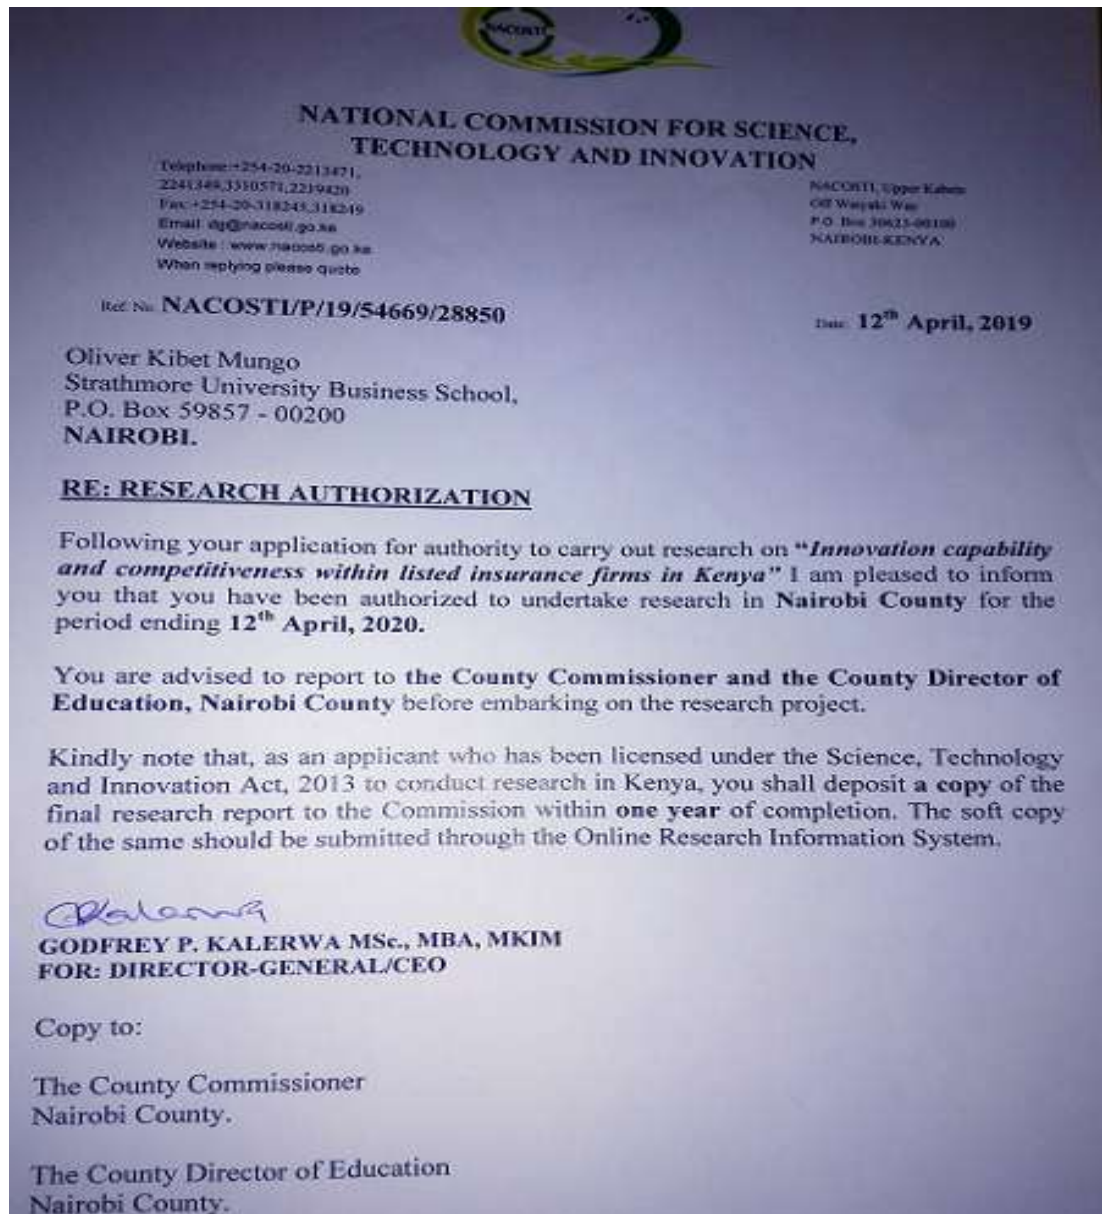 NACOSTI
NATIONAL COMMISSION FOR SCIENCE,
TECHNOLOGY AND INNOVATION
Telephone:+254-20-2213471,
2241349,3310571,2219420
Fax:+254-20-318245,318249
Email: dg@nacosti.go.ke
Website : www.nacosti.go.ke
When replying please quote
NACOSTI, Upper Kabete
Off Waiyaki Way
P.O. Box 30623-00100
NAIROBI-KENYA
Ref. No. NACOSTI/P/19/54669/28850
Date: 12th April, 2019
Oliver Kibet Mungo
Strathmore University Business School,
P.O. Box 59857 - 00200
NAIROBI.
RE: RESEARCH AUTHORIZATION
Following your application for authority to carry out research on "Innovation capability
and competitiveness within listed insurance firms in Kenya" I am pleased to inform
you that you have been authorized to undertake research in Nairobi County for the
period ending 12th April, 2020.
You are advised to report to the County Commissioner and the County Director of
Education, Nairobi County before embarking on the research project.
Kindly note that, as an applicant who has been licensed under the Science, Technology
and Innovation Act, 2013 to conduct research in Kenya, you shall deposit a copy of the
final research report to the Commission within one year of completion. The soft copy
of the same should be submitted through the Online Research Information System.
GODFREY P. KALERWA MSc., MBA, MKIM
FOR: DIRECTOR-GENERAL/CEO
Copy to:
The County Commissioner
Nairobi County.
The County Director of Education
Nairobi County.